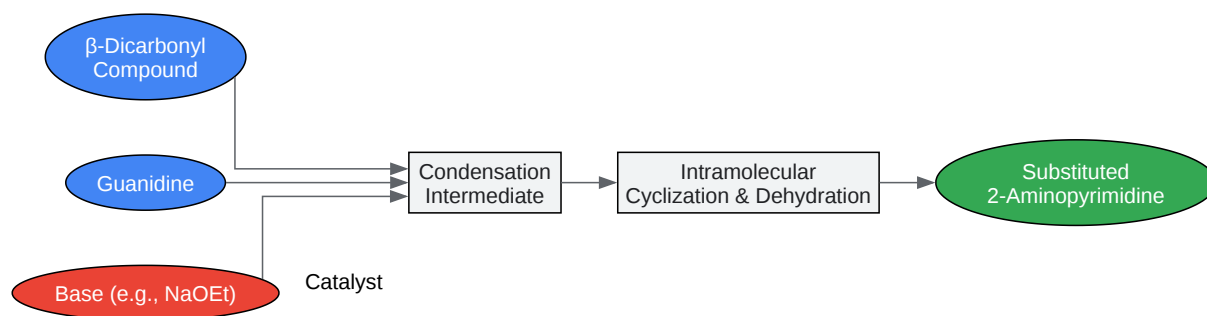 β-Dicarbonyl
Compound
Guanidine
Base (e.g., NaOEt)
Catalyst
Condensation
Intermediate
Intramolecular
Cyclization & Dehydration
Substituted
2-Aminopyrimidine